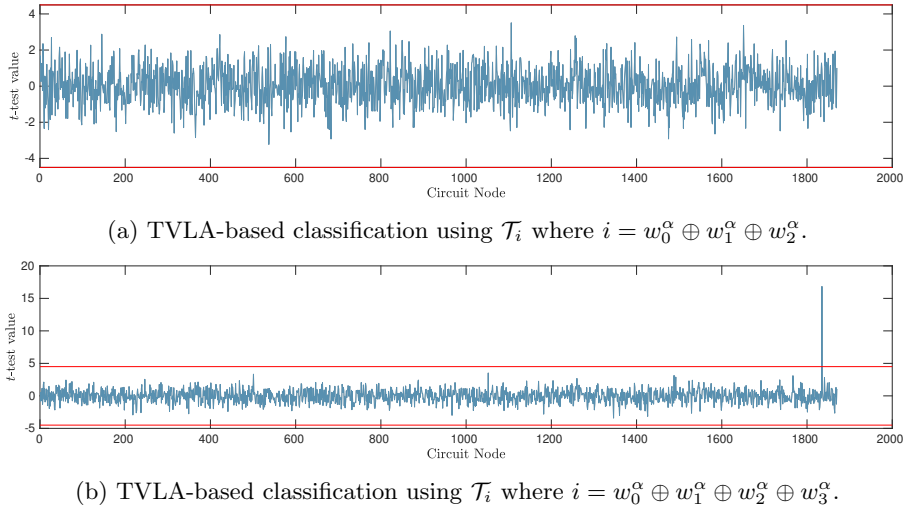 4
2
0
-2
-4
t-test value
0 200 400 600 800 1000 1200 1400 1600 1800 2000
Circuit Node
(a) TVLA-based classification using 𝒯ᵢ where i = w₀^α ⊕ w₁^α ⊕ w₂^α.
20
15
10
5
0
-5
t-test value
0 200 400 600 800 1000 1200 1400 1600 1800 2000
Circuit Node
(b) TVLA-based classification using 𝒯ᵢ where i = w₀^α ⊕ w₁^α ⊕ w₂^α ⊕ w₃^α.